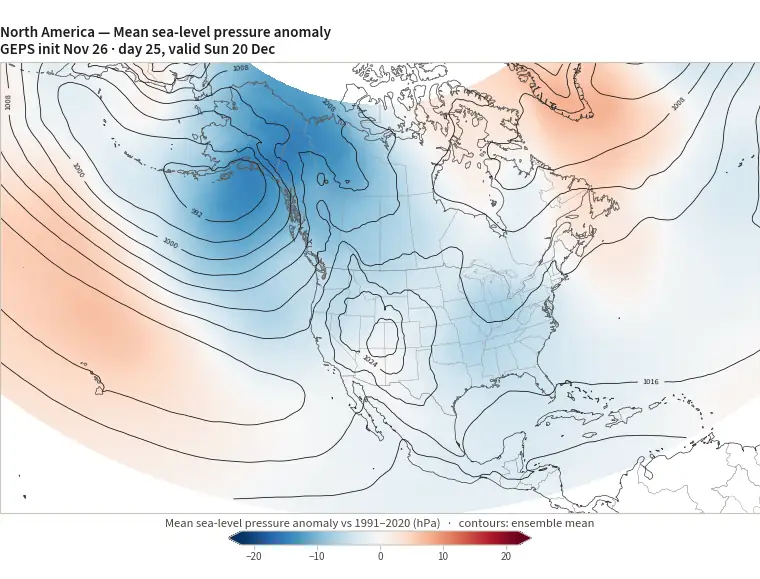 North America — Mean sea-level pressure anomaly
GEPS init Nov 26 · day 25, valid Sun 20 Dec
1008
1008
1008
1008
1000
992
1000
1024
1016
Mean sea-level pressure anomaly vs 1991–2020 (hPa) · contours: ensemble mean
−20 −10 0 10 20